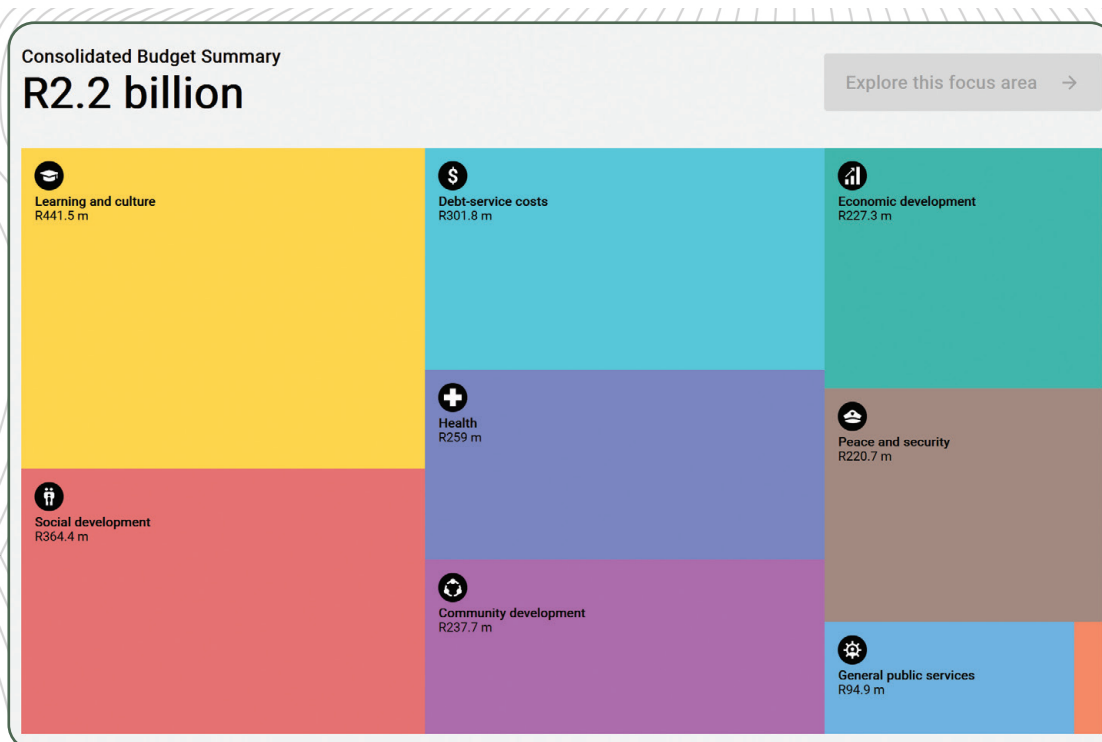 Consolidated Budget Summary
R2.2 billion
Explore this focus area
Learning and culture
R441.5 m
Social development
R364.4 m
Debt-service costs
R301.8 m
Health
R259 m
Community development
R237.7 m
Economic development
R227.3 m
Peace and security
R220.7 m
General public services
R94.9 m